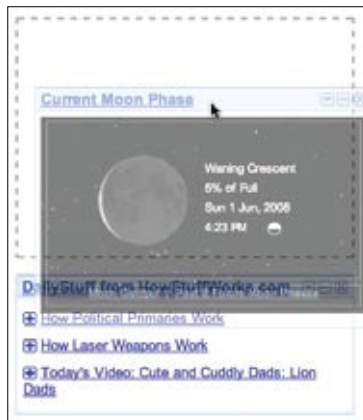 Current Moon Phase
Waning Crescent
5% of Full
Sun 1 Jun, 2008
4:23 PM
DailyStuff from HowStuffWorks.com
How Political Primaries Work
How Laser Weapons Work
Today's Video: Cute and Cuddly Dads: Lion
Dads